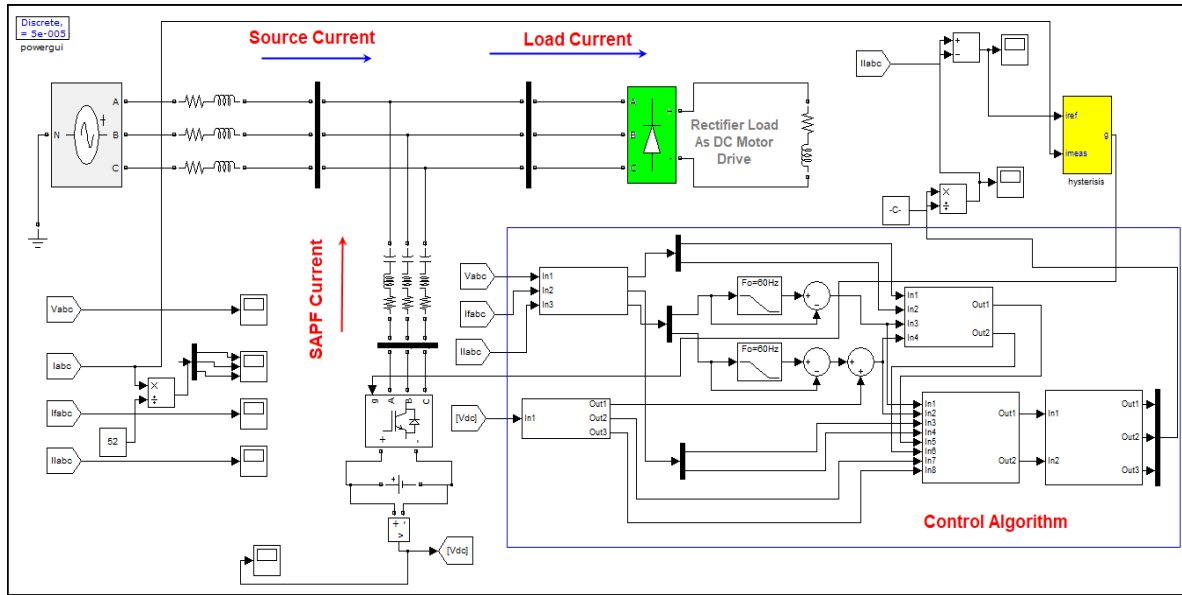 Discrete,
= 5e-005
powergui
Source Current
Load Current
N
A
B
C
A
B
C
+
-
Rectifier Load
As DC Motor
Drive
SAPF Current
Vabc
Iabc
52
Ifabc
Ilabc
g
A
B
C
+
-
+ -
v
[Vdc]
Ilabc
+
-
iref
imeas
g
hysterisis
-C-
×
÷
×
÷
Vabc
Ifabc
Ilabc
In1
In2
In3
Fo=60Hz
Fo=60Hz
In1
In2
In3
In4
Out1
Out2
[Vdc]
In1
Out1
Out2
Out3
In1
In2
In3
In4
In5
In6
In7
In8
Out1
Out2
In1
In2
Out1
Out2
Out3
Control Algorithm